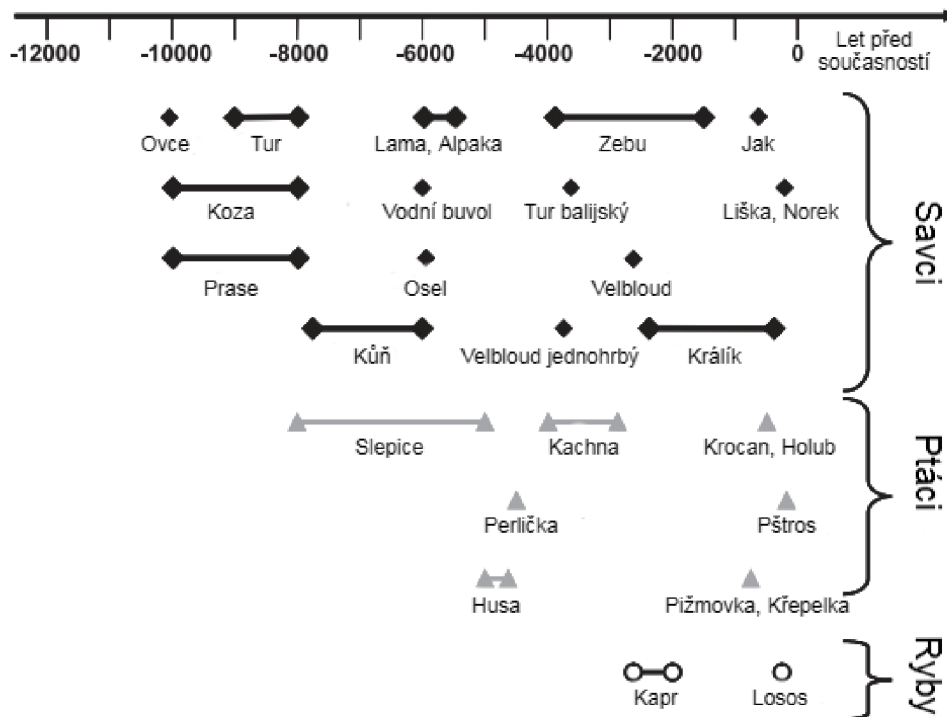 -12000 -10000 -8000 -6000 -4000 -2000 0 Let před
současností
Ovce Tur Lama, Alpaka Zebu Jak
Koza Vodní buvol Tur balijský Liška, Norek
Prase Osel Velbloud
Kůň Velbloud jednohrbý Králík
Savci
Slepice Kachna Krocan, Holub
Perlička Pštros
Husa Pižmovka, Křepelka
Ptáci
Kapr Losos
Ryby